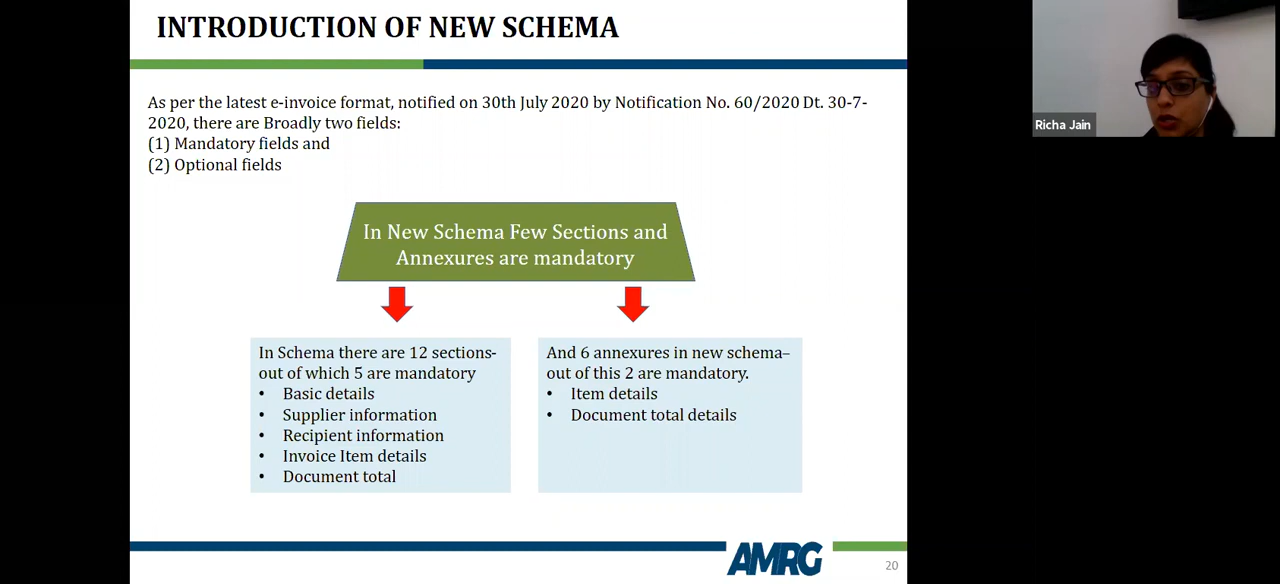 INTRODUCTION OF NEW SCHEMA
As per the latest e-invoice format, notified on 30th July 2020 by Notification No. 60/2020 Dt. 30-7-
2020, there are Broadly two fields:
(1) Mandatory fields and
(2) Optional fields
In New Schema Few Sections and
Annexures are mandatory
In Schema there are 12 sections-
out of which 5 are mandatory
• Basic details
• Supplier information
• Recipient information
• Invoice Item details
• Document total
And 6 annexures in new schema–
out of this 2 are mandatory.
• Item details
• Document total details
AMRG
20
Richa Jain